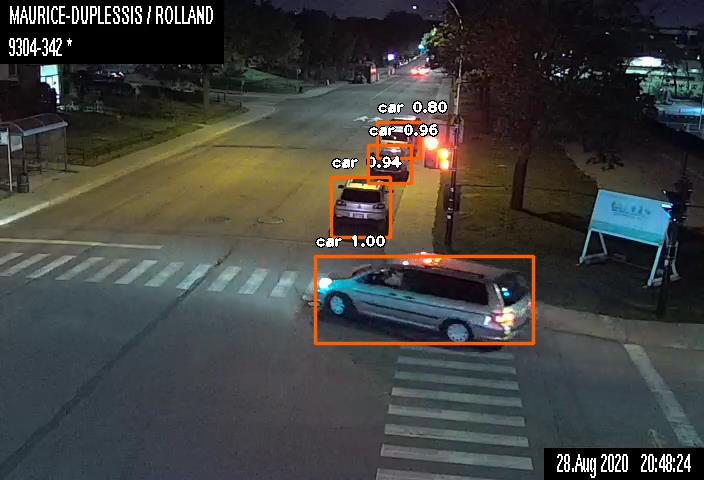 MAURICE-DUPLESSIS / ROLLAND
9304-342 *
car 0.80
car 0.96
car 0.94
car 1.00
28.Aug 2020 20:48:24